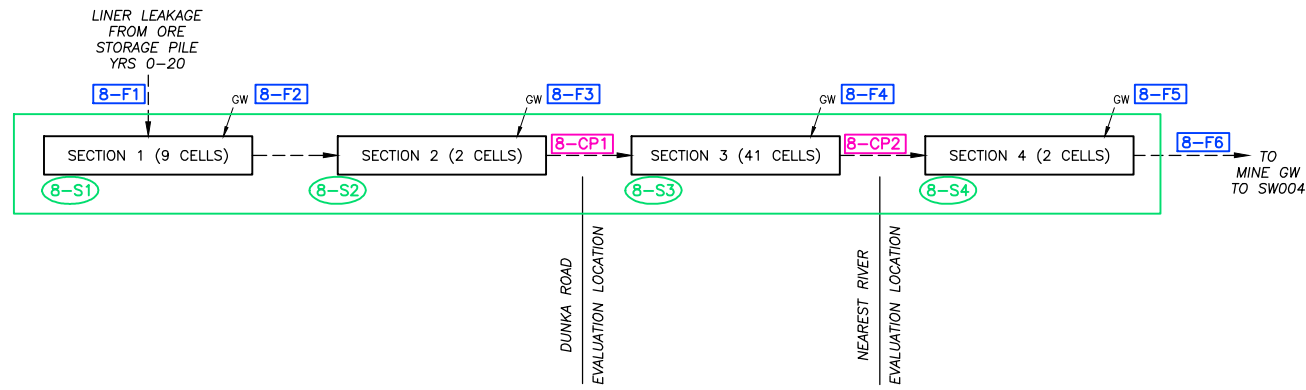 LINER LEAKAGE
FROM ORE
STORAGE PILE
YRS 0-20
8-F1
GW
8-F2
GW
8-F3
GW
8-F4
GW
8-F5
SECTION 1 (9 CELLS)
SECTION 2 (2 CELLS)
8-CP1
SECTION 3 (41 CELLS)
8-CP2
SECTION 4 (2 CELLS)
8-F6
TO
MINE GW
TO SW004
8-S1
8-S2
8-S3
8-S4
DUNKA ROAD
EVALUATION LOCATION
NEAREST RIVER
EVALUATION LOCATION